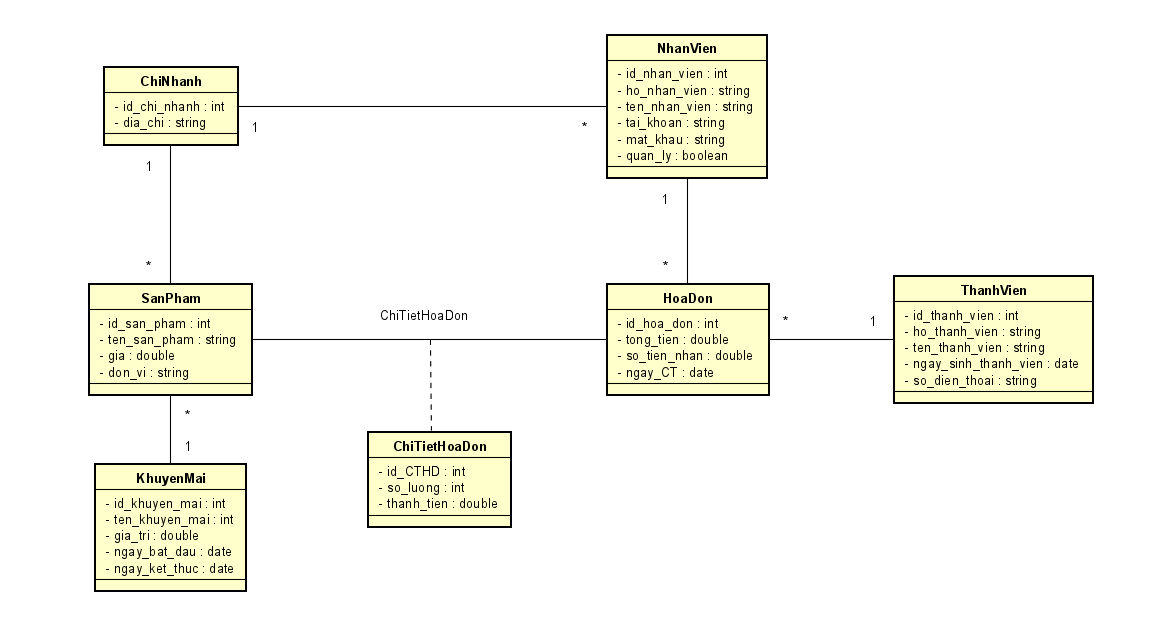 ChiNhanh
- id_chi_nhanh : int
- dia_chi : string
1
*
NhanVien
- id_nhan_vien : int
- ho_nhan_vien : string
- ten_nhan_vien : string
- tai_khoan : string
- mat_khau : string
- quan_ly : boolean
1
*
1
*
SanPham
- id_san_pham : int
- ten_san_pham : string
- gia : double
- don_vi : string
ChiTietHoaDon
HoaDon
- id_hoa_don : int
- tong_tien : double
- so_tien_nhan : double
- ngay_CT : date
*
1
ThanhVien
- id_thanh_vien : int
- ho_thanh_vien : string
- ten_thanh_vien : string
- ngay_sinh_thanh_vien : date
- so_dien_thoai : string
*
1
KhuyenMai
- id_khuyen_mai : int
- ten_khuyen_mai : int
- gia_tri : double
- ngay_bat_dau : date
- ngay_ket_thuc : date
ChiTietHoaDon
- id_CTHD : int
- so_luong : int
- thanh_tien : double